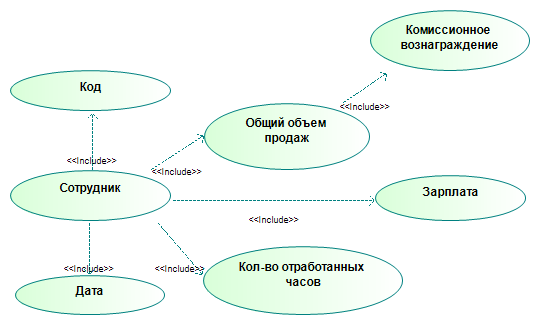 Комиссионное
вознаграждение
Код
<<Include>>
Общий объем
продаж
<<Include>>
<<Include>>
Сотрудник
Зарплата
<<Include>>
<<Include>>
<<Include>>
Кол-во отработанных
часов
Дата